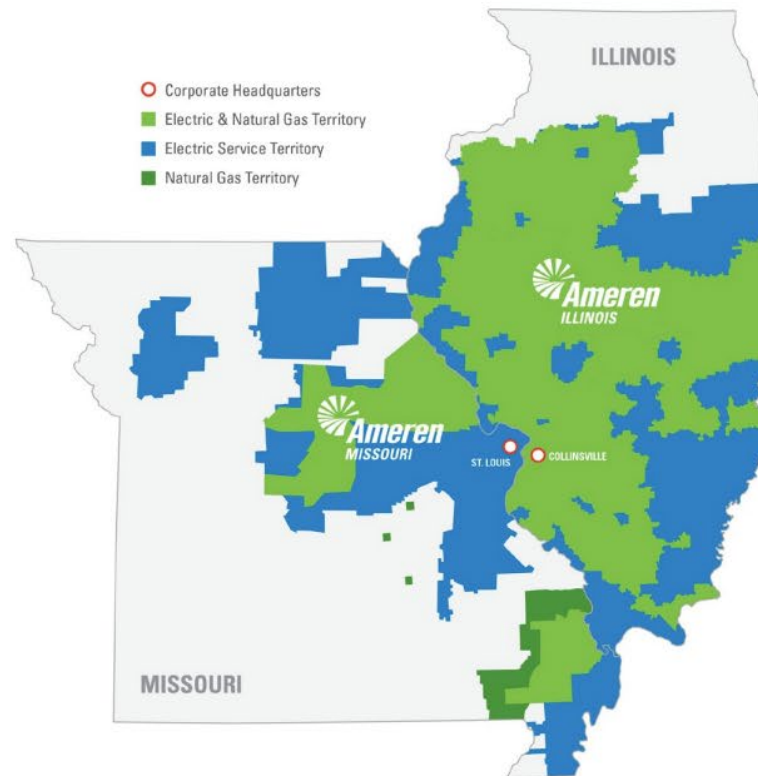 ILLINOIS
Corporate Headquarters
Electric & Natural Gas Territory
Electric Service Territory
Natural Gas Territory
Ameren
ILLINOIS
Ameren
MISSOURI
ST. LOUIS
COLLINSVILLE
MISSOURI